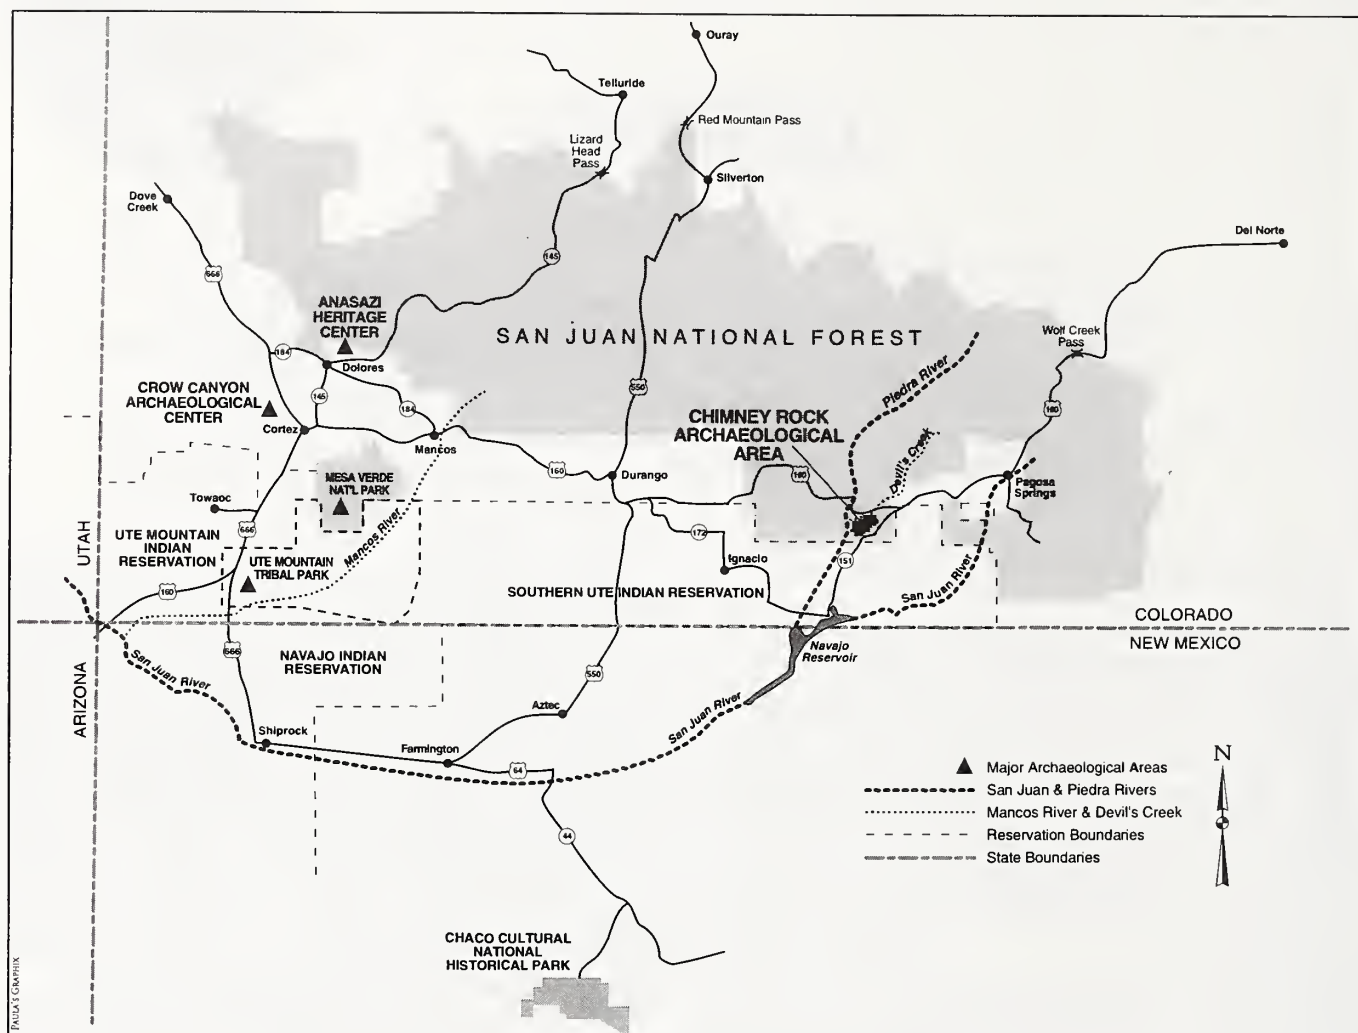 Ouray
Telluride
Red Mountain Pass
Lizard
Head
Pass
Silverton
Dove
Creek
Del Norte
145
666
ANASAZI
HERITAGE
CENTER
SAN JUAN NATIONAL FOREST
Wolf Creek
Pass
184
Dolores
Piedra River
550
CROW CANYON
ARCHAEOLOGICAL
CENTER
145
184
160
CHIMNEY ROCK
ARCHAEOLOGICAL
AREA
Cortez
Mancos
Devil's Creek
160
Durango
160
Pagosa
Springs
MESA VERDE
NAT'L PARK
Towaoc
666
Mancos River
172
UTAH
UTE MOUNTAIN
INDIAN
RESERVATION
UTE MOUNTAIN
TRIBAL PARK
Ignacio
151
160
SOUTHERN UTE INDIAN RESERVATION
San Juan River
COLORADO
NEW MEXICO
666
San Juan River
NAVAJO INDIAN
RESERVATION
Navajo
Reservoir
550
ARIZONA
Aztec
San Juan River
Shiprock
Farmington
64
N
Major Archaeological Areas
San Juan & Piedra Rivers
Mancos River & Devil's Creek
Reservation Boundaries
State Boundaries
44
CHACO CULTURAL
NATIONAL
HISTORICAL PARK
PAULA'S GRAPHIX